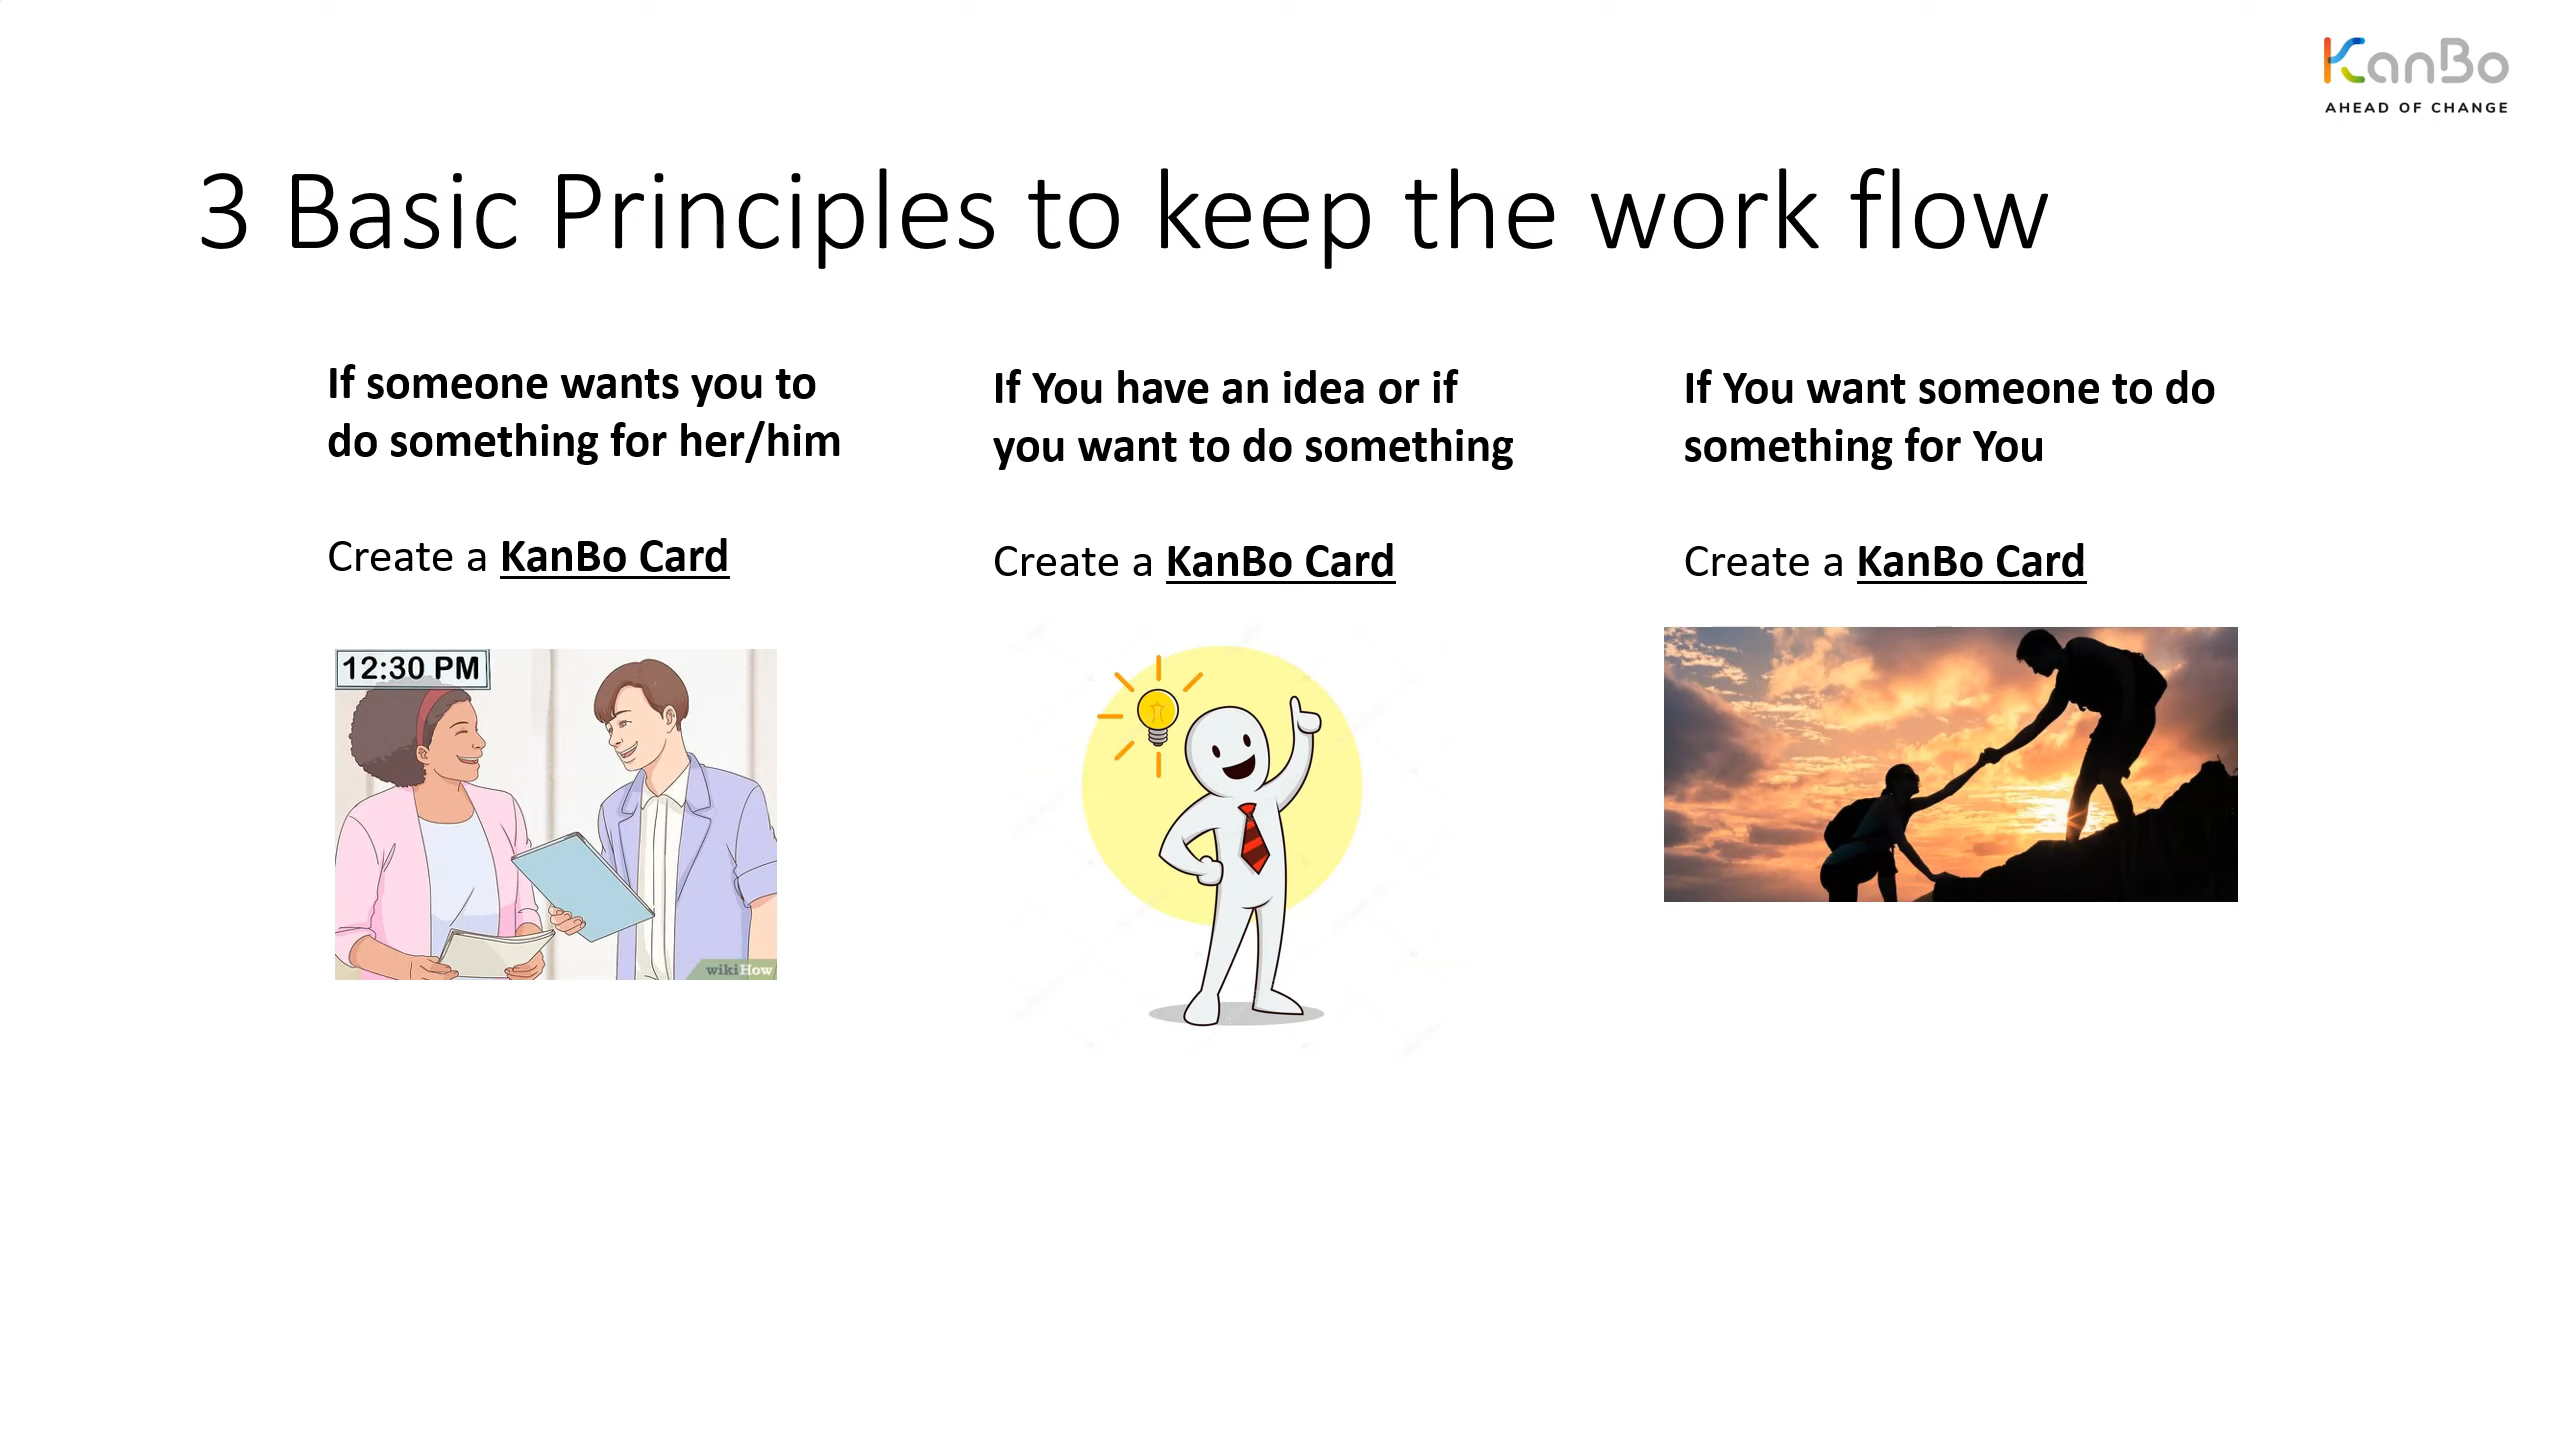 KanBo
AHEAD OF CHANGE
3 Basic Principles to keep the work flow
If someone wants you to
do something for her/him
Create a KanBo Card
12:30 PM
wikiHow
If You have an idea or if
you want to do something
Create a KanBo Card
If You want someone to do
something for You
Create a KanBo Card